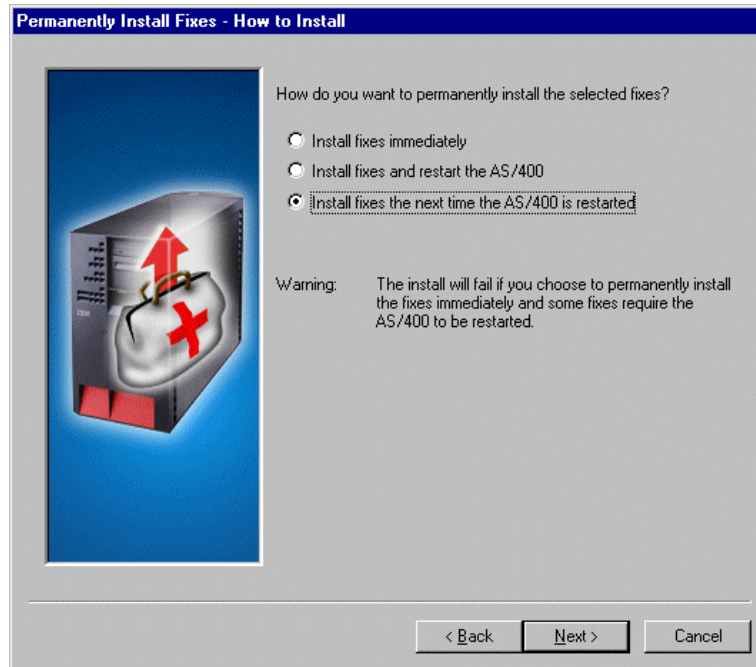 Permanently Install Fixes - How to Install
How do you want to permanently install the selected fixes?
Install fixes immediately
Install fixes and restart the AS/400
Install fixes the next time the AS/400 is restarted
Warning: The install will fail if you choose to permanently install
the fixes immediately and some fixes require the
AS/400 to be restarted.
IBM
< Back
Next >
Cancel